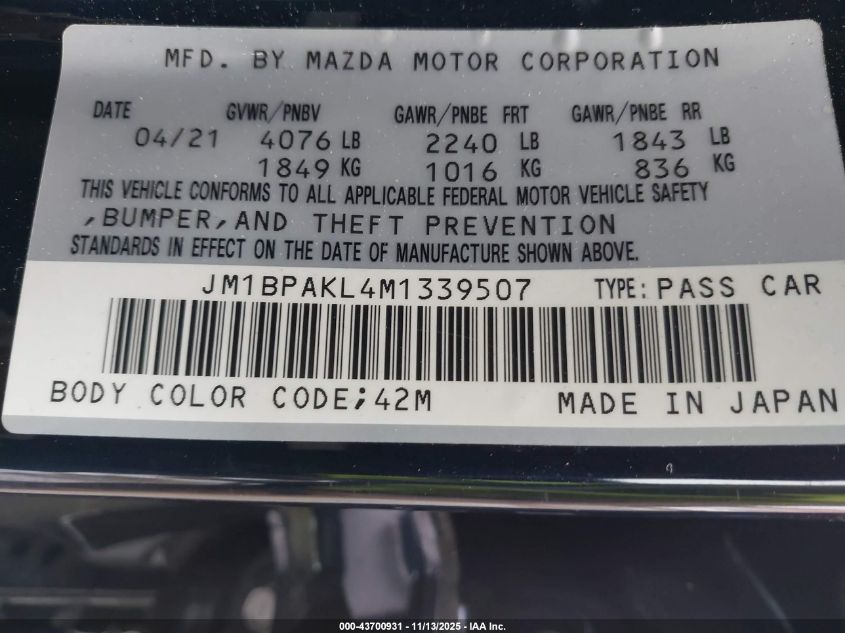 MFD. BY MAZDA MOTOR CORPORATION
DATE GVWR/PNBV GAWR/PNBE FRT GAWR/PNBE RR
04/21 4076 LB 2240 LB 1843 LB
1849 KG 1016 KG 836 KG
THIS VEHICLE CONFORMS TO ALL APPLICABLE FEDERAL MOTOR VEHICLE SAFETY
,BUMPER,AND THEFT PREVENTION
STANDARDS IN EFFECT ON THE DATE OF MANUFACTURE SHOWN ABOVE.
JM1BPAKL4M1339507 TYPE: PASS CAR
BODY COLOR CODE;42M MADE IN JAPAN
000-43700931 - 11/13/2025 - IAA Inc.